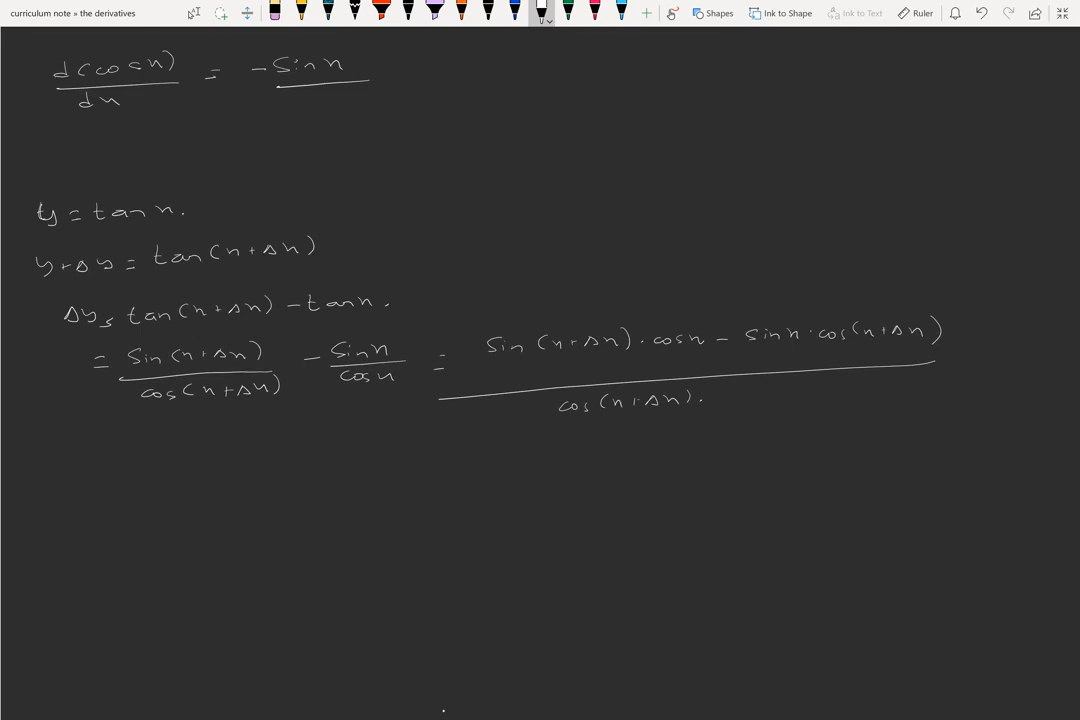 curriculum note » the derivatives
Shapes Ink to Shape Ink to Text Ruler
d(cos x)/dx = - sin x
y = tan x.
y + Δy = tan(x + Δx)
Δy = tan(x + Δx) - tan x.
= sin(x + Δx)/cos(x + Δx) - sin x/cos x = sin(x + Δx) · cos x - sin x · cos(x + Δx)/cos(x + Δx) ·